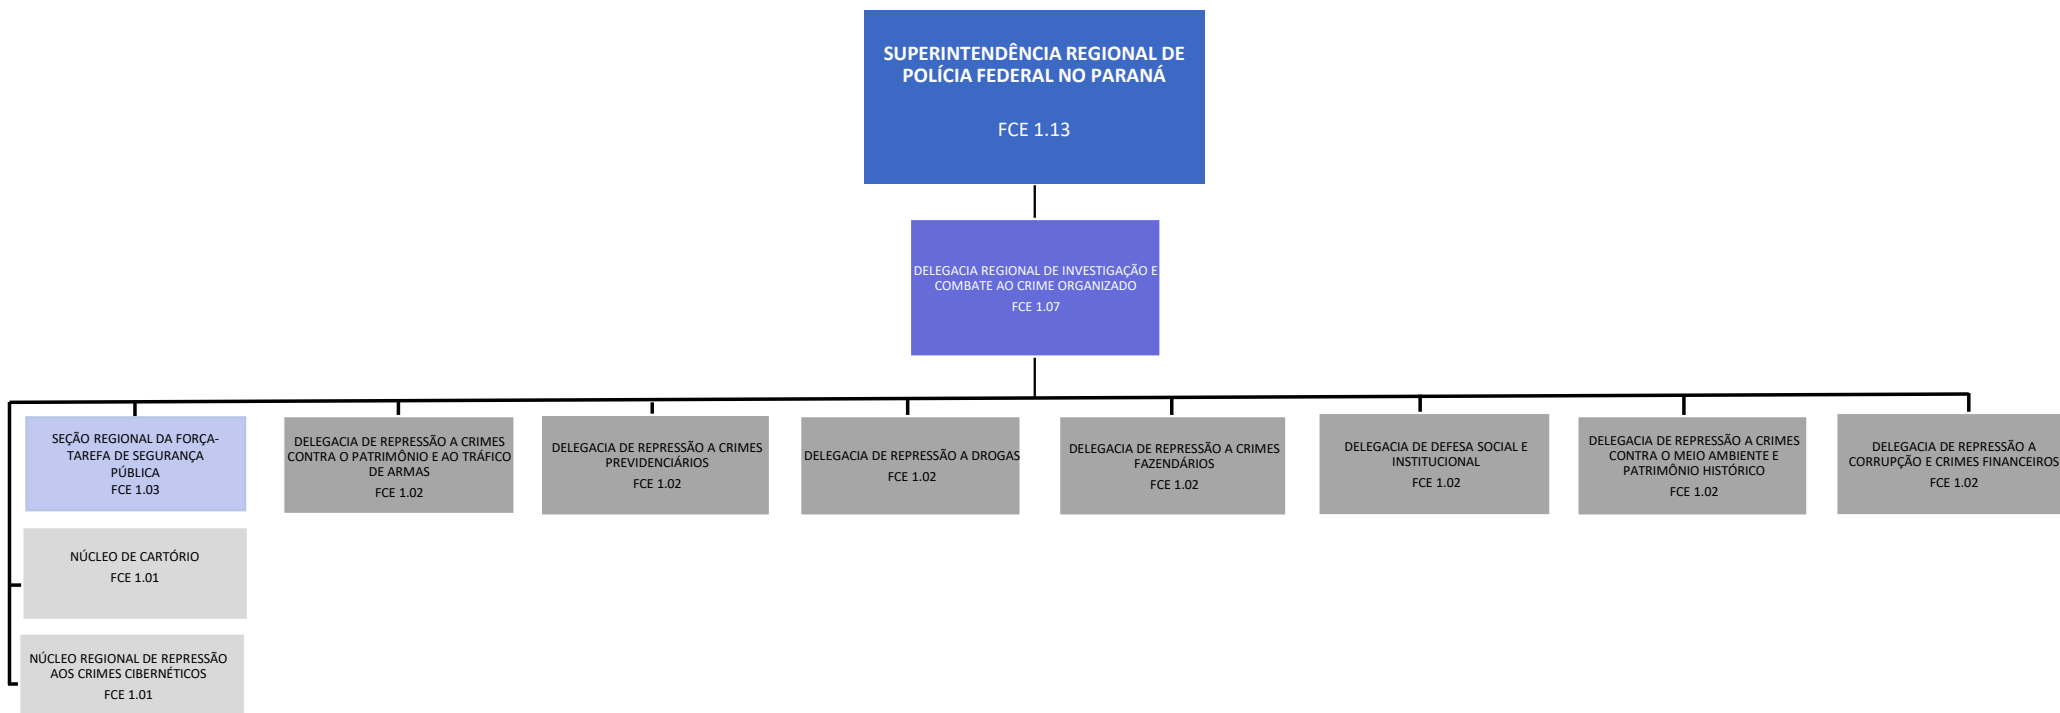 SUPERINTENDÊNCIA REGIONAL DE
POLÍCIA FEDERAL NO PARANÁ
FCE 1.13
DELEGACIA REGIONAL DE INVESTIGAÇÃO E
COMBATE AO CRIME ORGANIZADO
FCE 1.07
SEÇÃO REGIONAL DA FORÇA-
TAREFA DE SEGURANÇA
PÚBLICA
FCE 1.03
DELEGACIA DE REPRESSÃO A CRIMES
CONTRA O PATRIMÔNIO E AO TRÁFICO
DE ARMAS
FCE 1.02
DELEGACIA DE REPRESSÃO A CRIMES
PREVIDENCIÁRIOS
FCE 1.02
DELEGACIA DE REPRESSÃO A DROGAS
FCE 1.02
DELEGACIA DE REPRESSÃO A CRIMES
FAZENDÁRIOS
FCE 1.02
DELEGACIA DE DEFESA SOCIAL E
INSTITUCIONAL
FCE 1.02
DELEGACIA DE REPRESSÃO A CRIMES
CONTRA O MEIO AMBIENTE E
PATRIMÔNIO HISTÓRICO
FCE 1.02
DELEGACIA DE REPRESSÃO A
CORRUPÇÃO E CRIMES FINANCEIROS
FCE 1.02
NÚCLEO DE CARTÓRIO
FCE 1.01
NÚCLEO REGIONAL DE REPRESSÃO
AOS CRIMES CIBERNÉTICOS
FCE 1.01